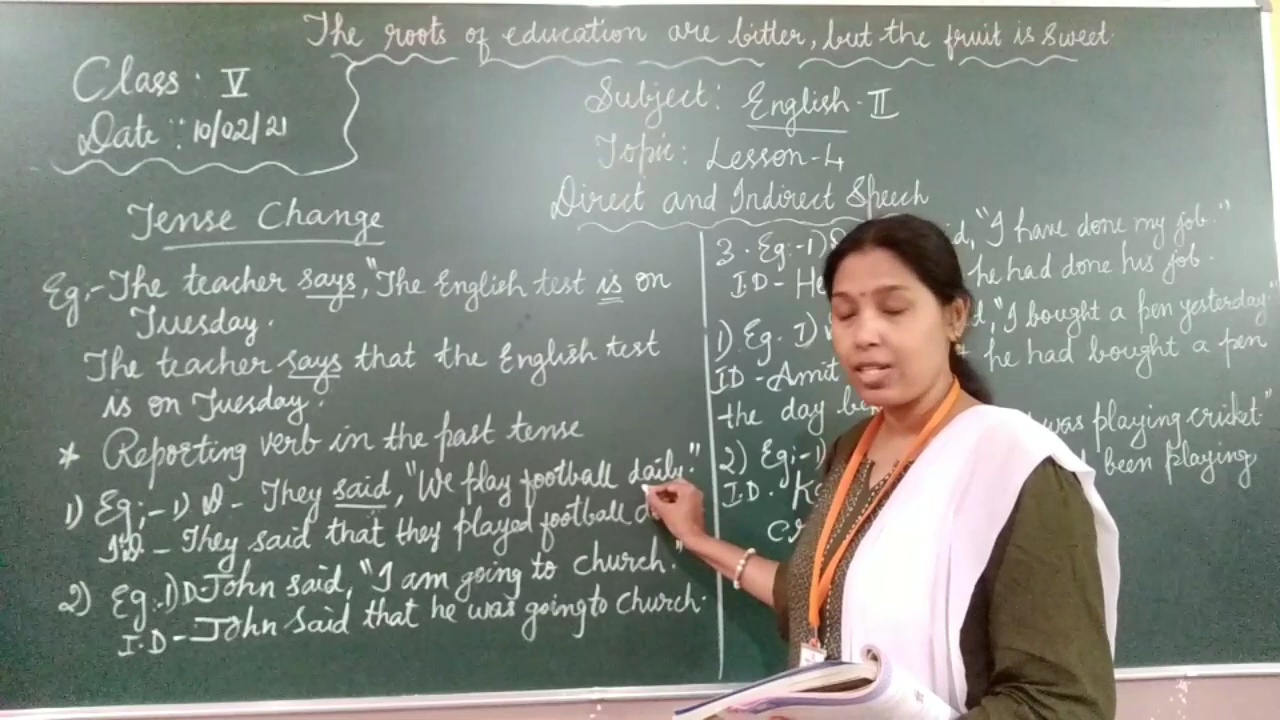 The roots of education are bitter, but the fruit is sweet
Class: V
Date: 10/02/21
Subject: English-II
Topic: Lesson-4
Direct and Indirect Speech
Tense Change
Eg:- The teacher says, "The English test is on
Tuesday.
The teacher says that the English test
is on Tuesday.
* Reporting verb in the past tense
1) Eg:- 1) D - They said, "We play football daily."
ID - They said that they played football d
2) Eg:- 1) D- John said, "I am going to church."
I.D - John said that he was going to church.
3. Eg:-1) d, "I have done my job."
I.D - He he had done his job.
1) Eg. I) d, "I bought a pen yesterday."
ID - Amit he had bought a pen
the day be
2) Eg:-1) was playing cricket."
I.D. K been playing
c